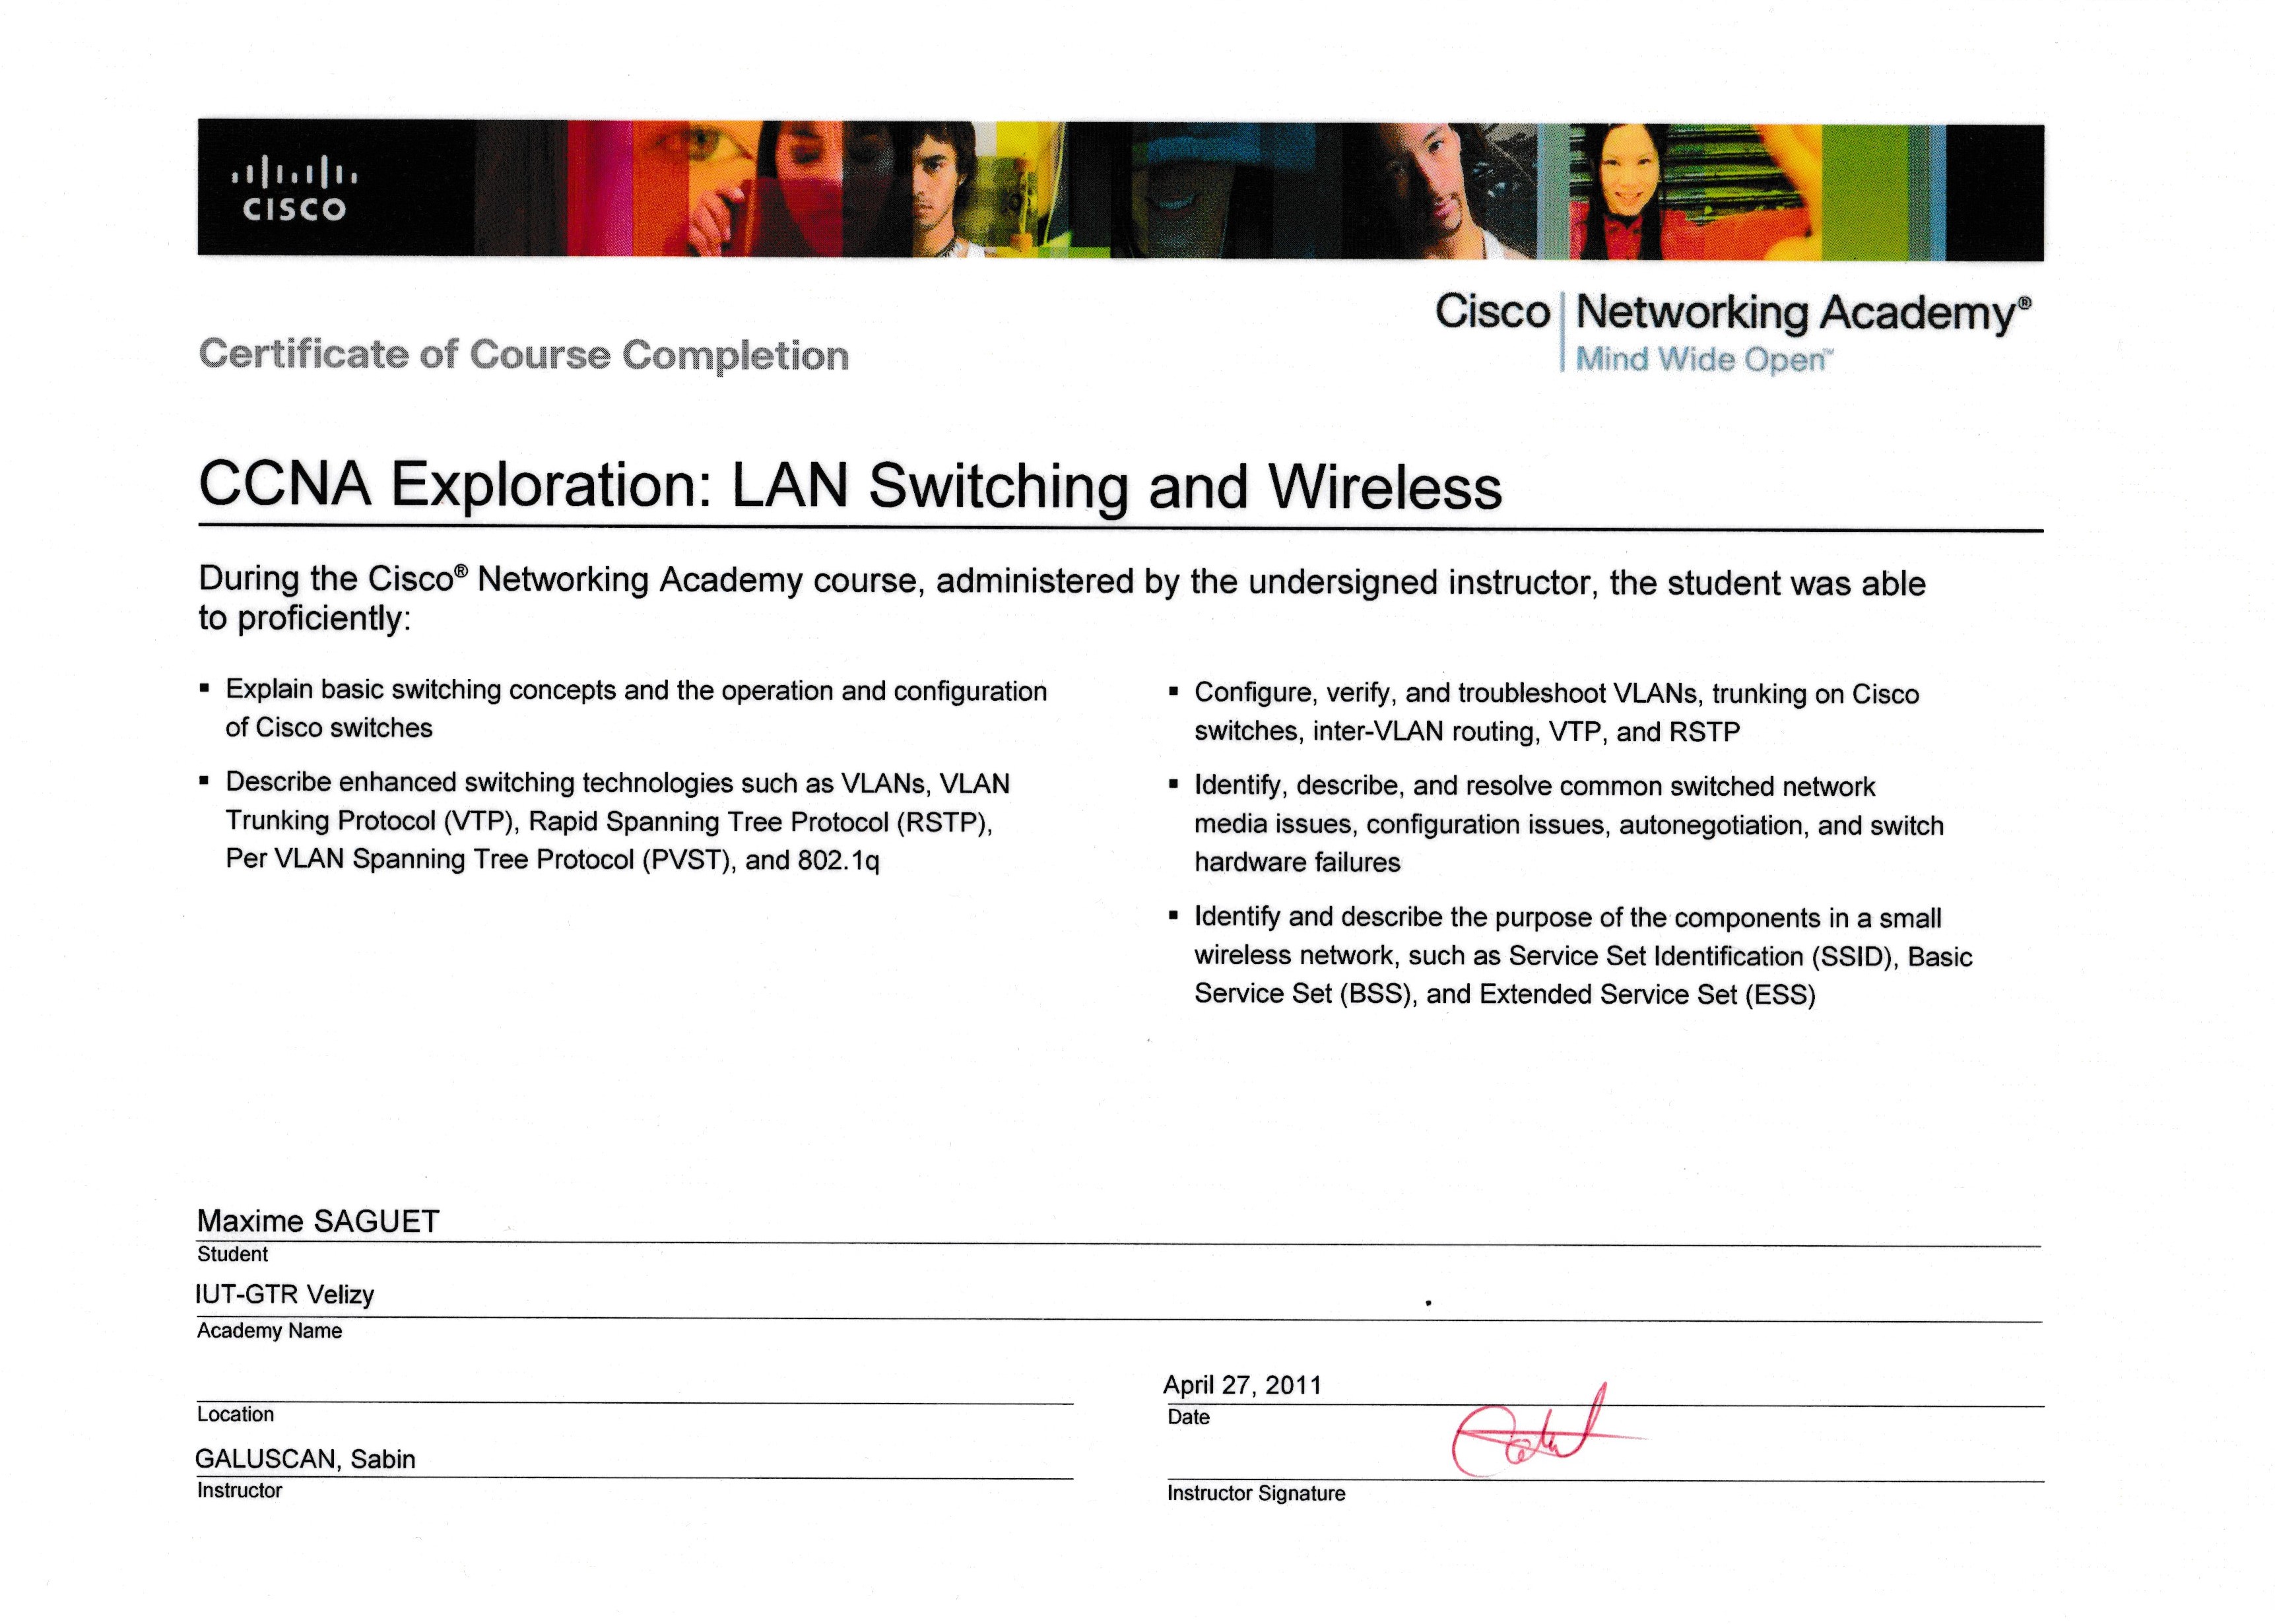 CISCO
Cisco Networking Academy®
Mind Wide Open™
Certificate of Course Completion
CCNA Exploration: LAN Switching and Wireless
During the Cisco® Networking Academy course, administered by the undersigned instructor, the student was able
to proficiently:
▪ Explain basic switching concepts and the operation and configuration
of Cisco switches
▪ Describe enhanced switching technologies such as VLANs, VLAN
Trunking Protocol (VTP), Rapid Spanning Tree Protocol (RSTP),
Per VLAN Spanning Tree Protocol (PVST), and 802.1q
▪ Configure, verify, and troubleshoot VLANs, trunking on Cisco
switches, inter-VLAN routing, VTP, and RSTP
▪ Identify, describe, and resolve common switched network
media issues, configuration issues, autonegotiation, and switch
hardware failures
▪ Identify and describe the purpose of the components in a small
wireless network, such as Service Set Identification (SSID), Basic
Service Set (BSS), and Extended Service Set (ESS)
Maxime SAGUET
Student
IUT-GTR Velizy
Academy Name
Location
April 27, 2011
Date
GALUSCAN, Sabin
Instructor
Instructor Signature